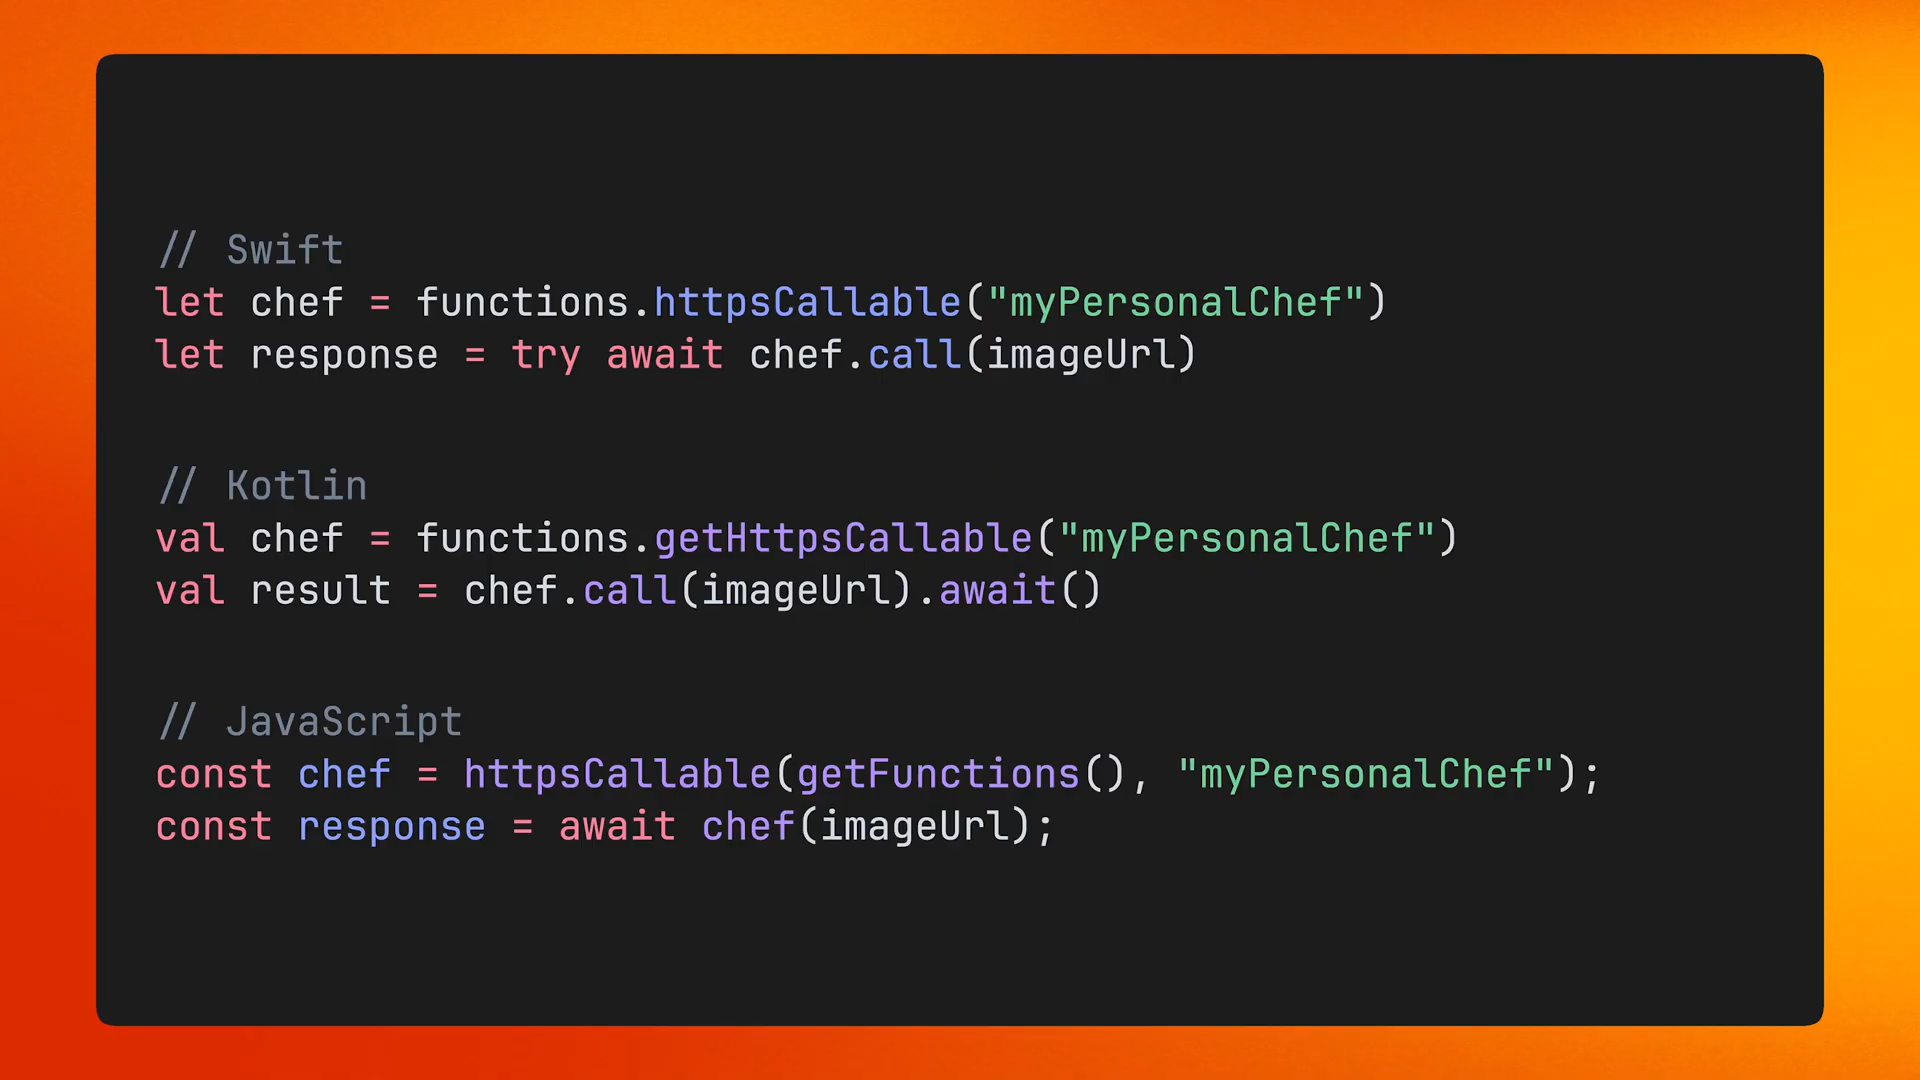 // Swift
let chef = functions.httpsCallable("myPersonalChef")
let response = try await chef.call(imageUrl)
// Kotlin
val chef = functions.getHttpsCallable("myPersonalChef")
val result = chef.call(imageUrl).await()
// JavaScript
const chef = httpsCallable(getFunctions(), "myPersonalChef");
const response = await chef(imageUrl);